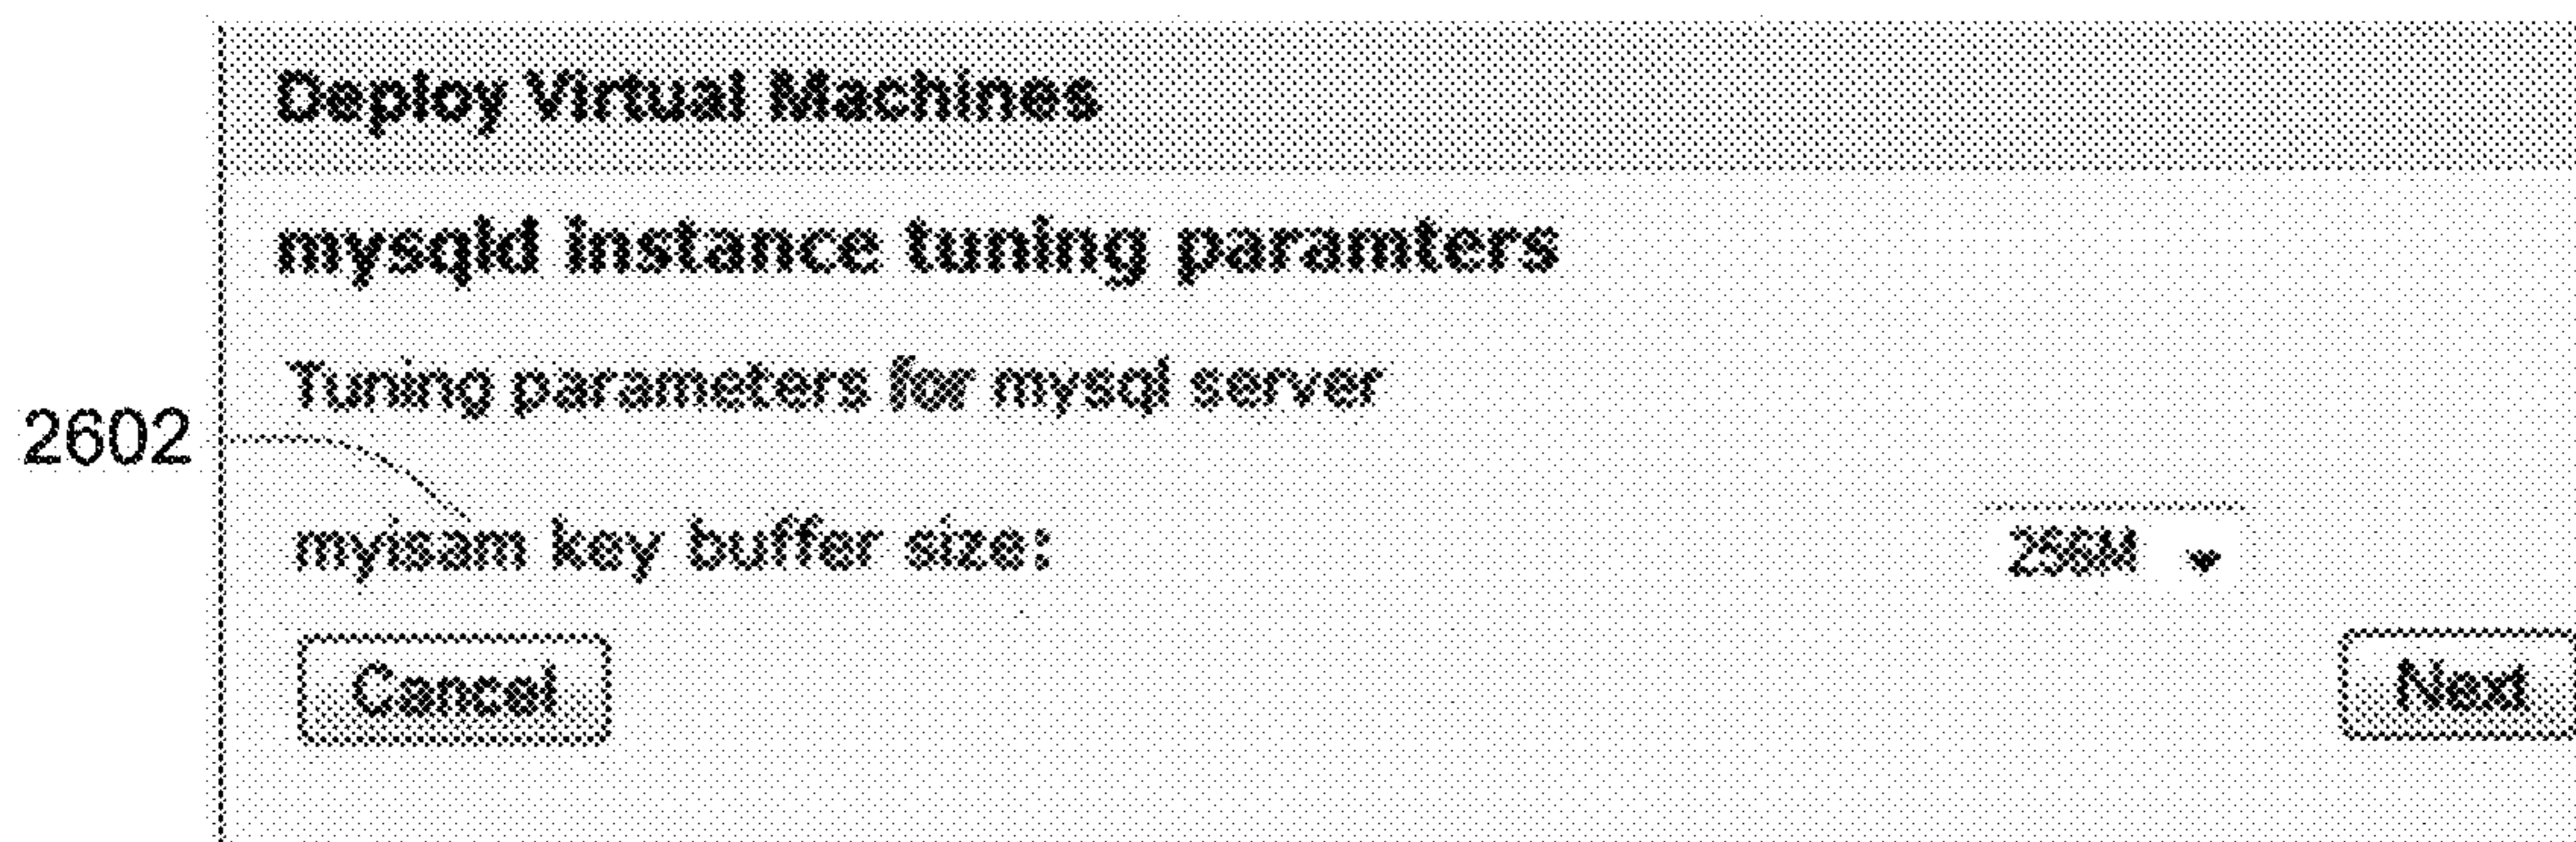 Deploy Virtual Machines
mysqld instance tuning paramters
Tuning parameters for mysql server
2602
myisam key buffer size: 256M
Cancel Next